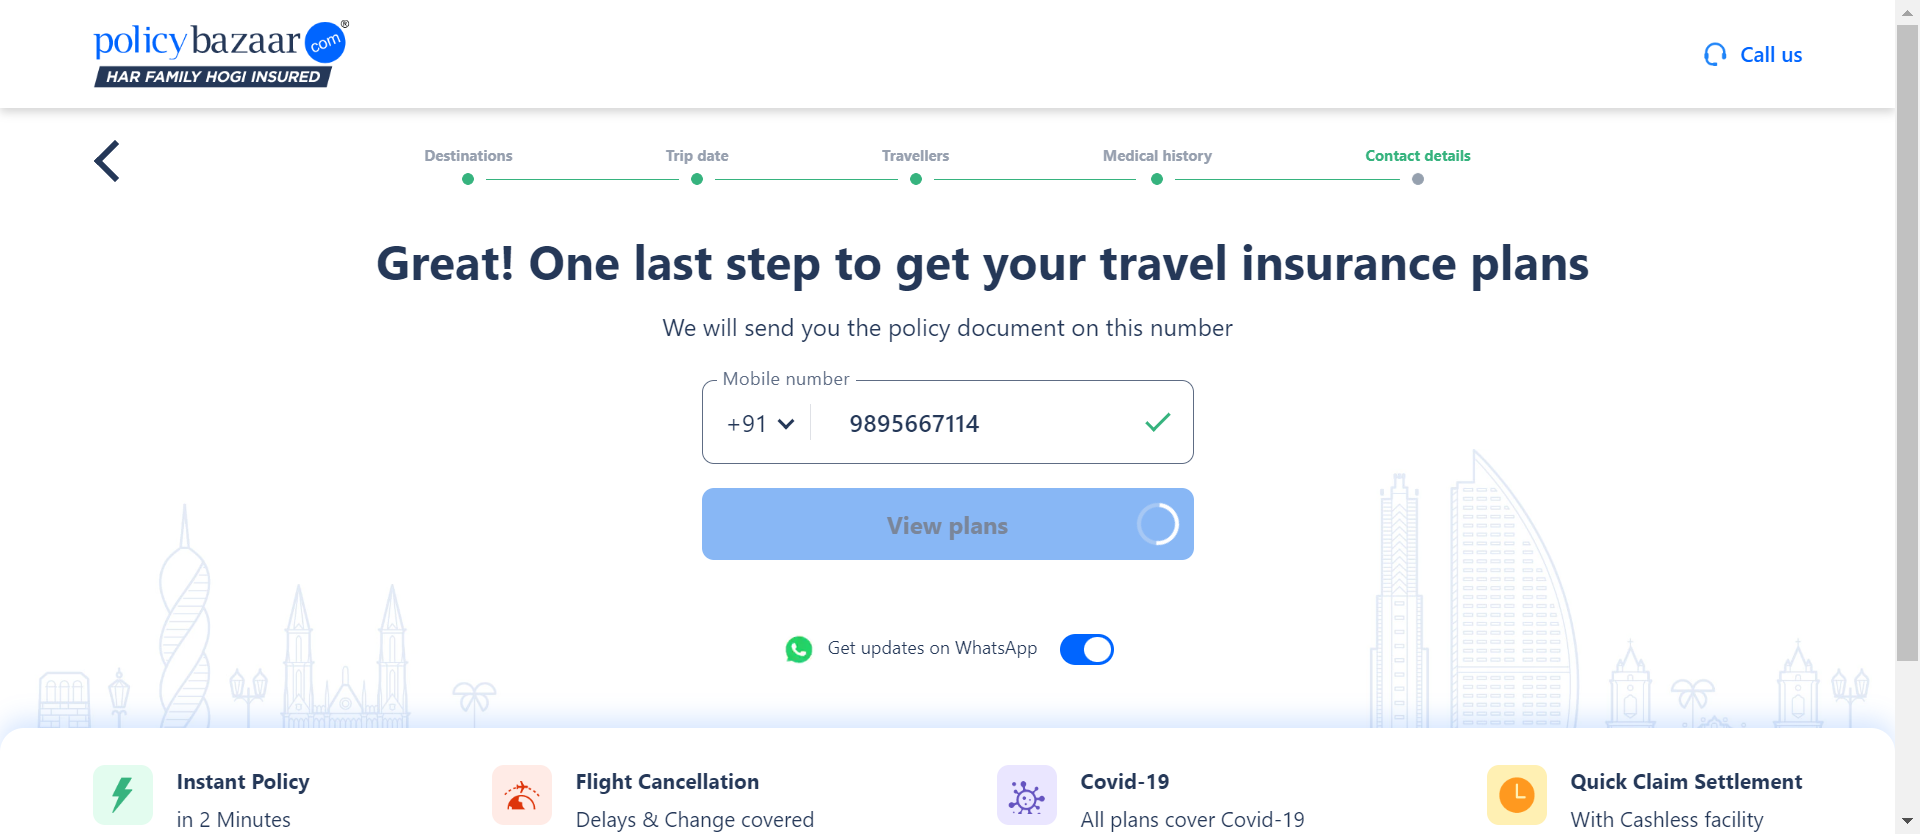 policybazaar com ®
HAR FAMILY HOGI INSURED
Call us
Destinations
Trip date
Travellers
Medical history
Contact details
Great! One last step to get your travel insurance plans
We will send you the policy document on this number
Mobile number
+91 9895667114
View plans
Get updates on WhatsApp
Instant Policy
in 2 Minutes
Flight Cancellation
Delays & Change covered
Covid-19
All plans cover Covid-19
Quick Claim Settlement
With Cashless facility